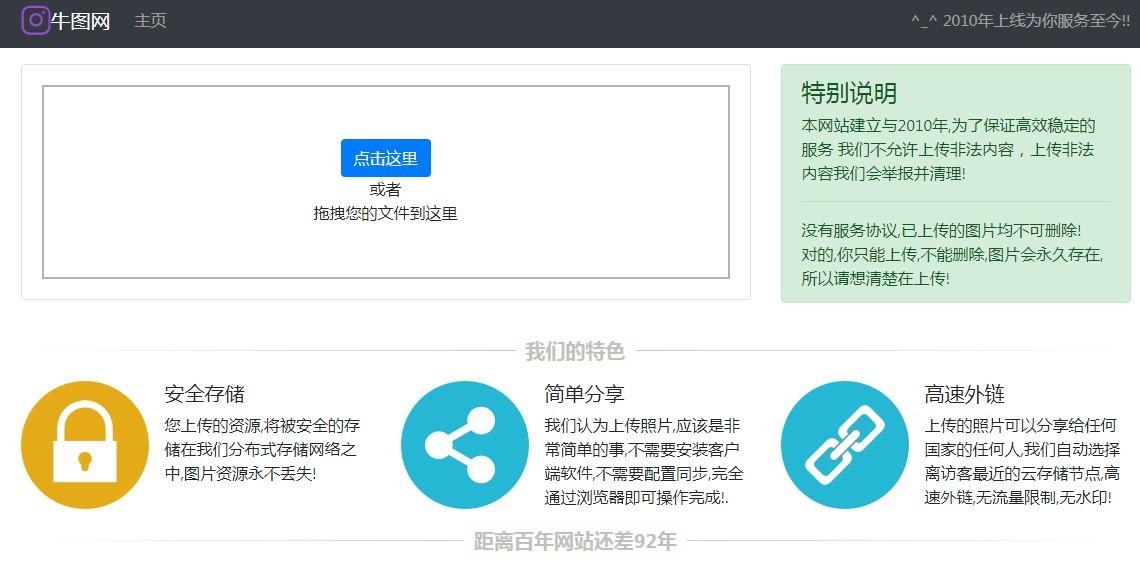 牛图网 主页 ^_^ 2010年上线为你服务至今!!
点击这里
或者
拖拽您的文件到这里
特别说明
本网站建立与2010年,为了保证高效稳定的
服务 我们不允许上传非法内容，上传非法
内容我们会举报并清理!
没有服务协议,已上传的图片均不可删除!
对的,你只能上传,不能删除,图片会永久存在,
所以请想清楚在上传!
我们的特色
安全存储
您上传的资源,将被安全的存
储在我们分布式存储网络之
中,图片资源永不丢失!
简单分享
我们认为上传照片,应该是非
常简单的事,不需要安装客户
端软件,不需要配置同步,完全
通过浏览器即可操作完成!.
高速外链
上传的照片可以分享给任何
国家的任何人,我们自动选择
离访客最近的云存储节点,高
速外链,无流量限制,无水印!
距离百年网站还差92年